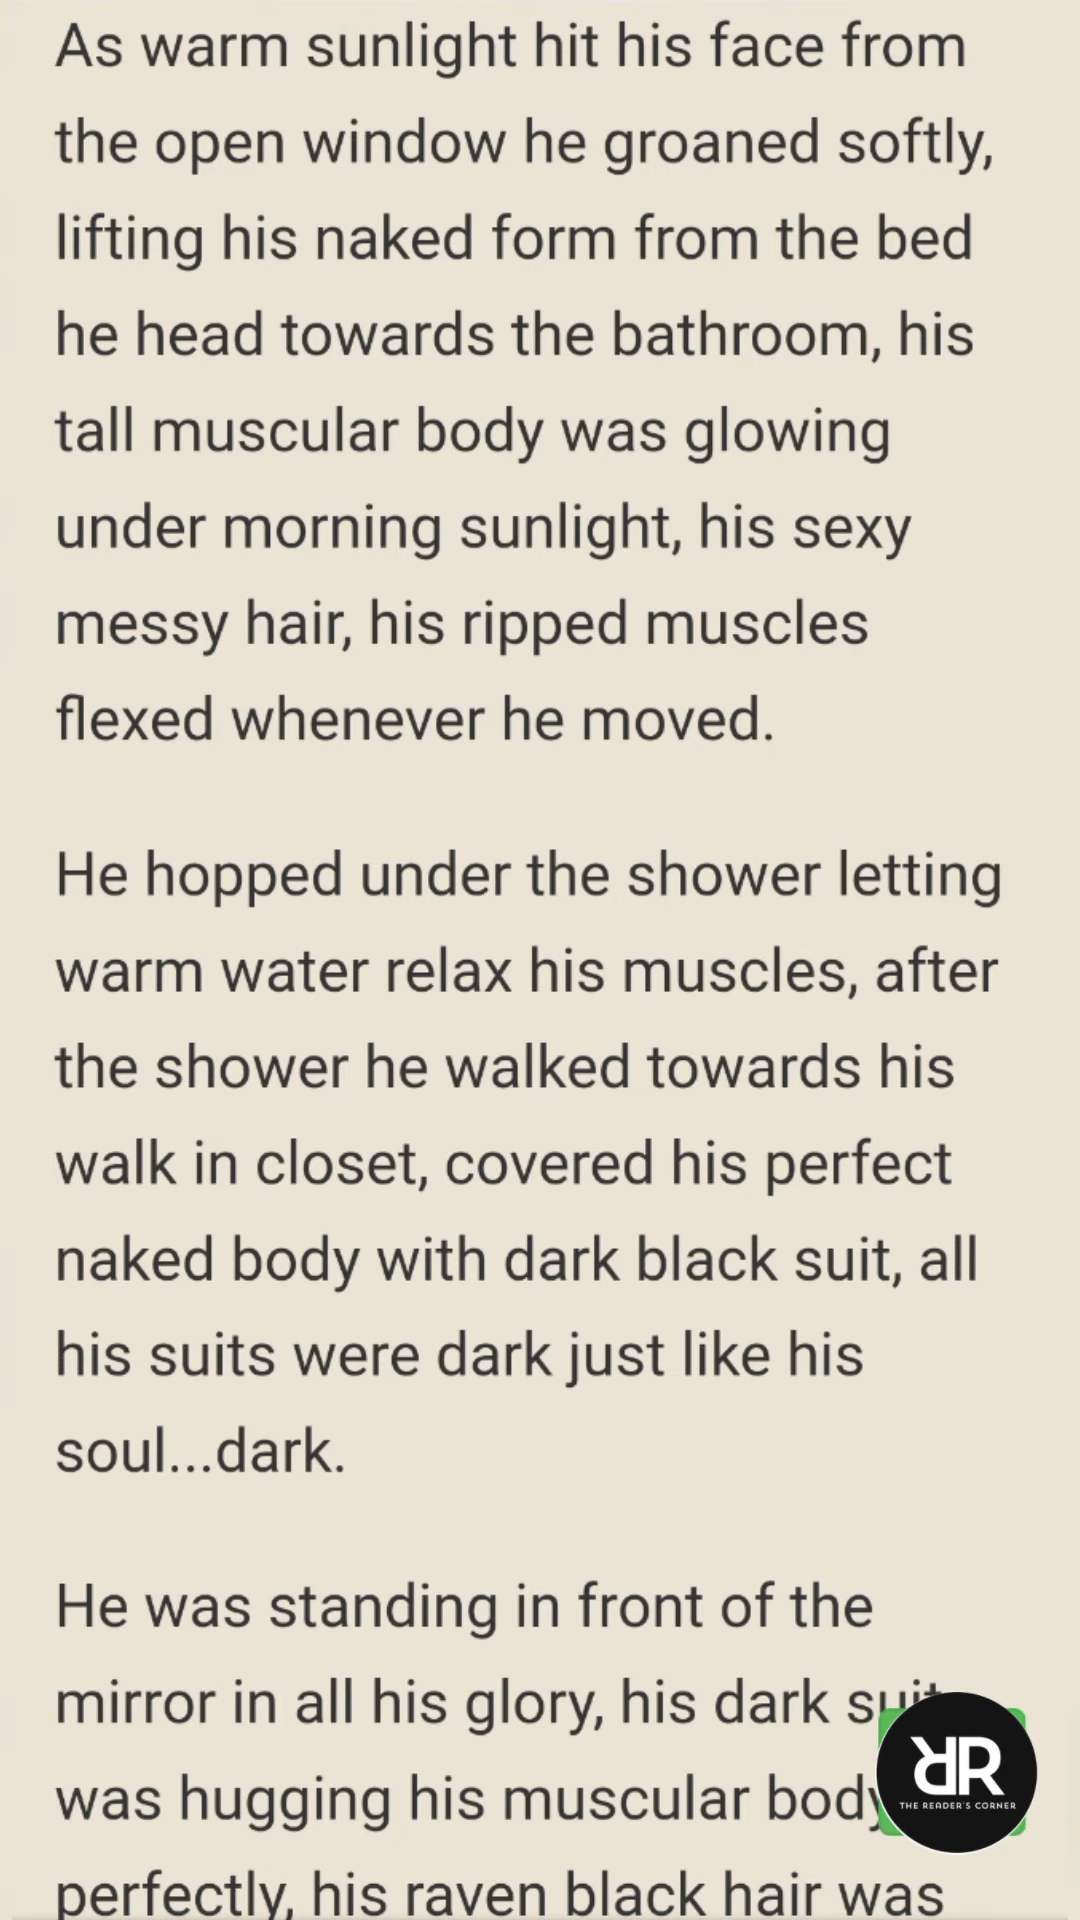 As warm sunlight hit his face from
the open window he groaned softly,
lifting his naked form from the bed
he head towards the bathroom, his
tall muscular body was glowing
under morning sunlight, his sexy
messy hair, his ripped muscles
flexed whenever he moved.
He hopped under the shower letting
warm water relax his muscles, after
the shower he walked towards his
walk in closet, covered his perfect
naked body with dark black suit, all
his suits were dark just like his
soul...dark.
He was standing in front of the
mirror in all his glory, his dark suit
was hugging his muscular body
perfectly, his raven black hair was
RR
THE READER'S CORNER